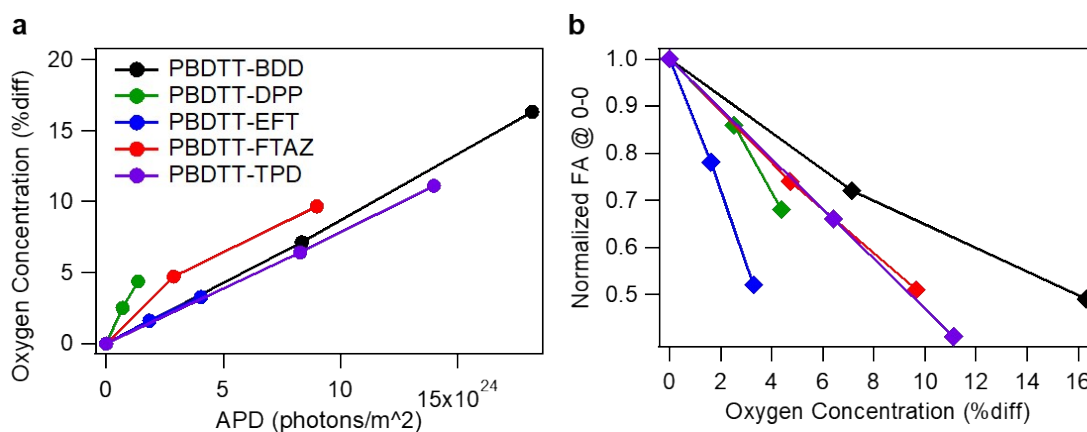 a
Oxygen Concentration (%diff)
20
15
10
5
0
PBDTT-BDD
PBDTT-DPP
PBDTT-EFT
PBDTT-FTAZ
PBDTT-TPD
0
5
10
15x10^24
APD (photons/m^2)
b
Normalized FA @ 0-0
1.0
0.9
0.8
0.7
0.6
0.5
0
2
4
6
8
10
12
14
16
Oxygen Concentration (%diff)